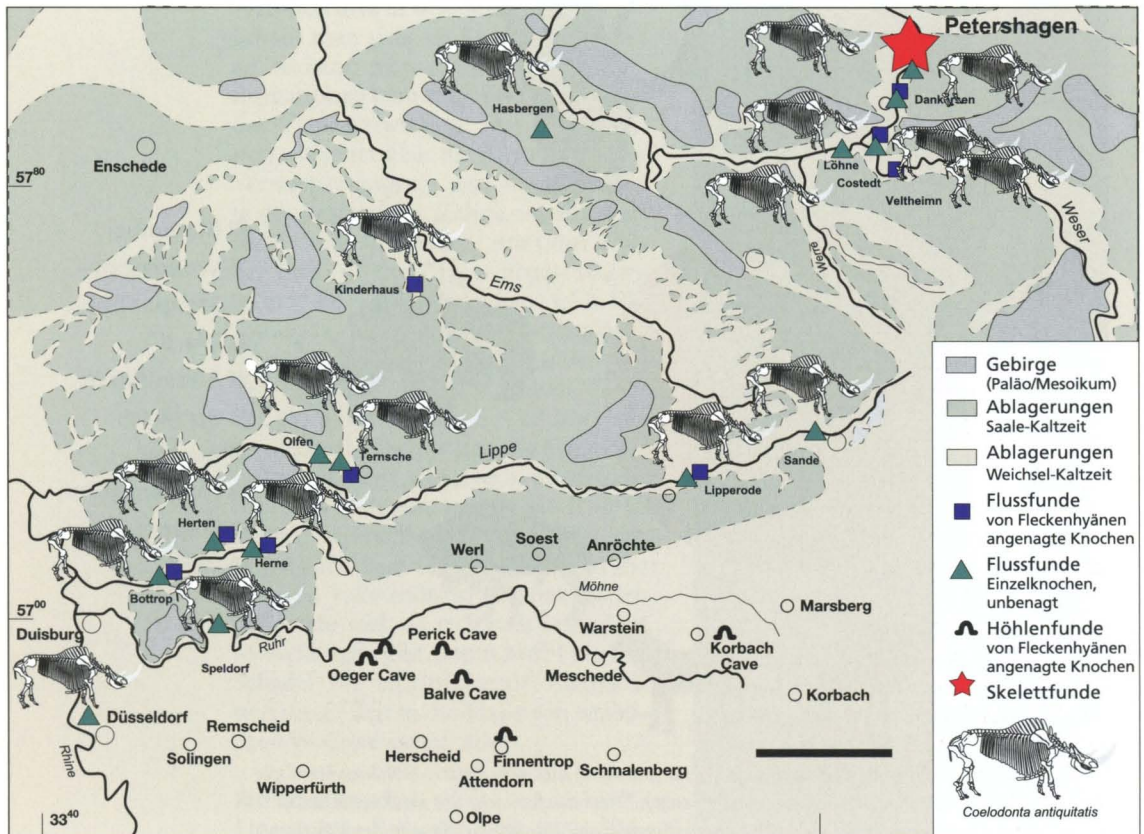 Petershagen
Hasbergen
Enschede
57⁸⁰
Löhne
Costedt
Veltheimn
Weser
Werre
Kinderhaus
Ems
Olfen
Ternsche
Lippe
Sande
Lipperode
Herten
Herne
Bottrop
Werl
Soest
Anröchte
57⁰⁰
Duisburg
Speldorf
Ruhr
Möhne
Marsberg
Warstein
Perick Cave
Oeger Cave
Balve Cave
Meschede
Korbach
Cave
Korbach
Düsseldorf
Rhine
Remscheid
Solingen
Wipperfürth
Herscheid
Finnentrop
Attendorn
Schmalenberg
Olpe
33⁴⁰
Gebirge
(Paläo/Mesoikum)
Ablagerungen
Saale-Kaltzeit
Ablagerungen
Weichsel-Kaltzeit
Flussfunde
von Fleckenhyänen
angenagte Knochen
Flussfunde
Einzelknochen,
unbenagt
Höhlenfunde
von Fleckenhyänen
angenagte Knochen
Skelettfunde
Coelodonta antiquitatis